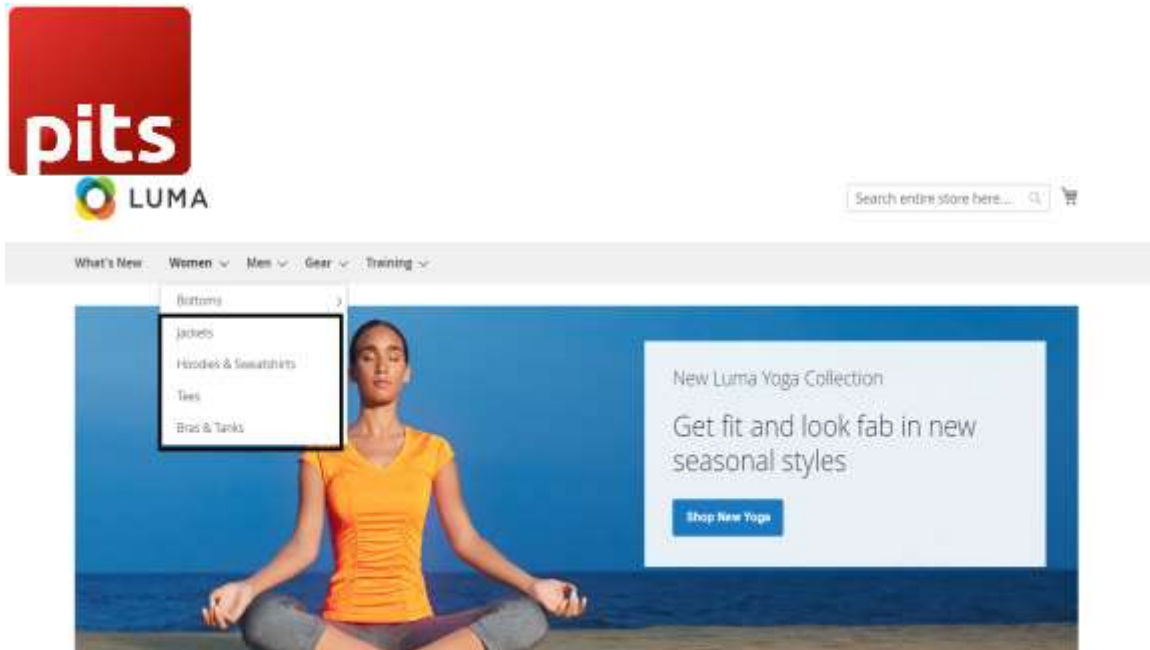 pits
LUMA
Search entire store here...
What's New Women Men Gear Training
Bottoms
Jackets
Hoodies & Sweatshirts
Tees
Bras & Tanks
New Luma Yoga Collection
Get fit and look fab in new
seasonal styles
Shop New Yoga